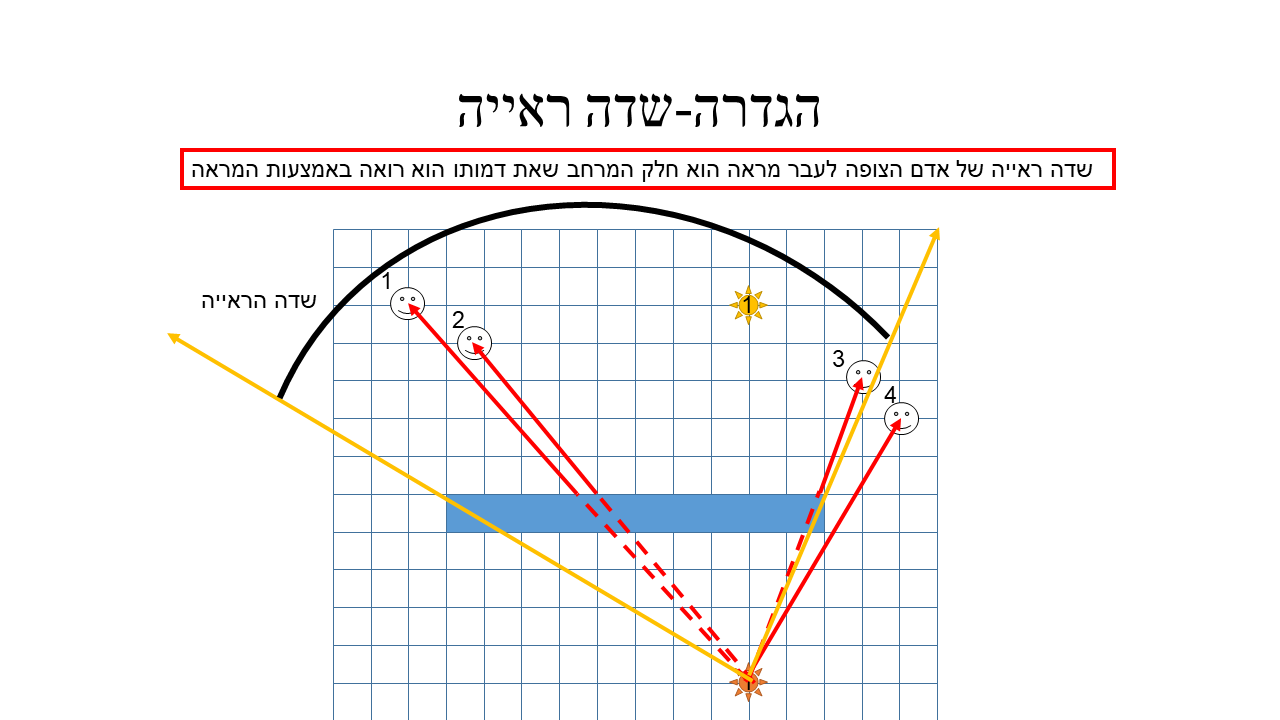 הגדרה-שדה ראייה
שדה ראייה של אדם הצופה לעבר מראה הוא חלק המרחב שאת דמותו הוא רואה באמצעות המראה
1
שדה הראייה
1
2
3
4
1